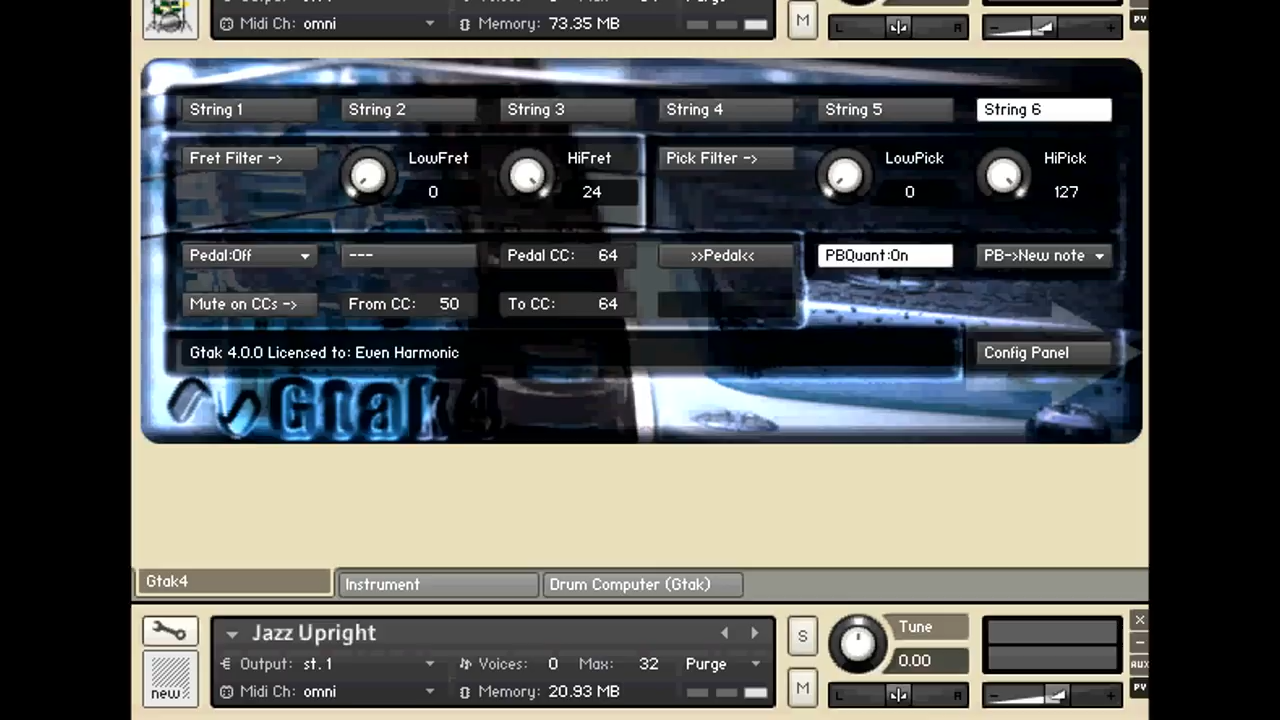 Midi Ch: omni Memory: 73.35 MB M L R - + PV
String 1 String 2 String 3 String 4 String 5 String 6
Fret Filter -> LowFret 0 HiFret 24 Pick Filter -> LowPick 0 HiPick 127
Pedal:Off --- Pedal CC: 64 >>Pedal<< PBQuant:On PB->New note
Mute on CCs -> From CC: 50 To CC: 64
Gtak 4.0.0 Licensed to: Even Harmonic Config Panel
Gtak4
Gtak4 Instrument Drum Computer (Gtak)
Jazz Upright S Tune x
Output: st. 1 Voices: 0 Max: 32 Purge 0.00 - AUX
new Midi Ch: omni Memory: 20.93 MB M L R - + PV